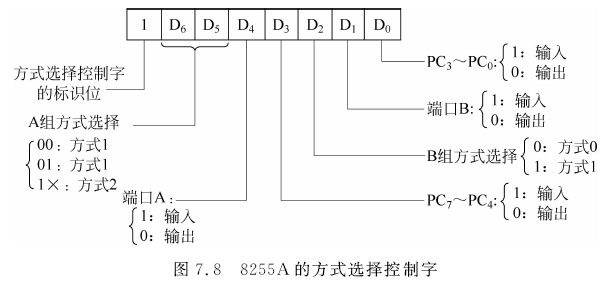 1 D₆ D₅ D₄ D₃ D₂ D₁ D₀
方式选择控制字
的标识位
A组方式选择
00：方式1
01：方式1
1×：方式2
端口A：
1：输入
0：输出
PC₃～PC₀：
1：输入
0：输出
端口B：
1：输入
0：输出
B组方式选择
0：方式0
1：方式1
PC₇～PC₄：
1：输入
0：输出
图 7.8 8255A 的方式选择控制字